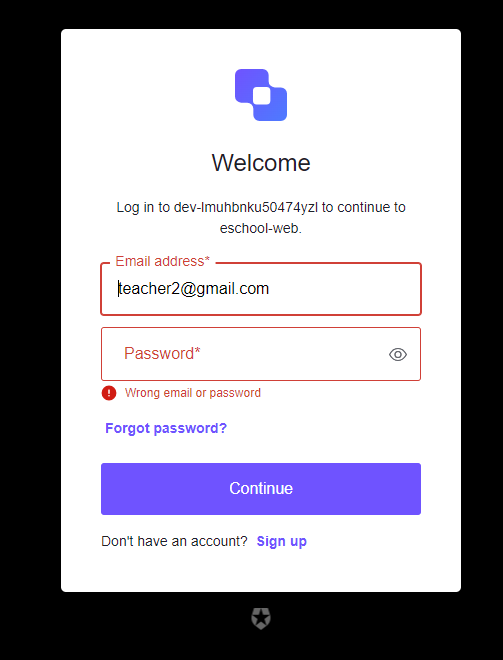 Welcome
Log in to dev-lmuhbnku50474yzl to continue to
eschool-web.
Email address*
teacher2@gmail.com
Password*
Wrong email or password
Forgot password?
Continue
Don't have an account? Sign up